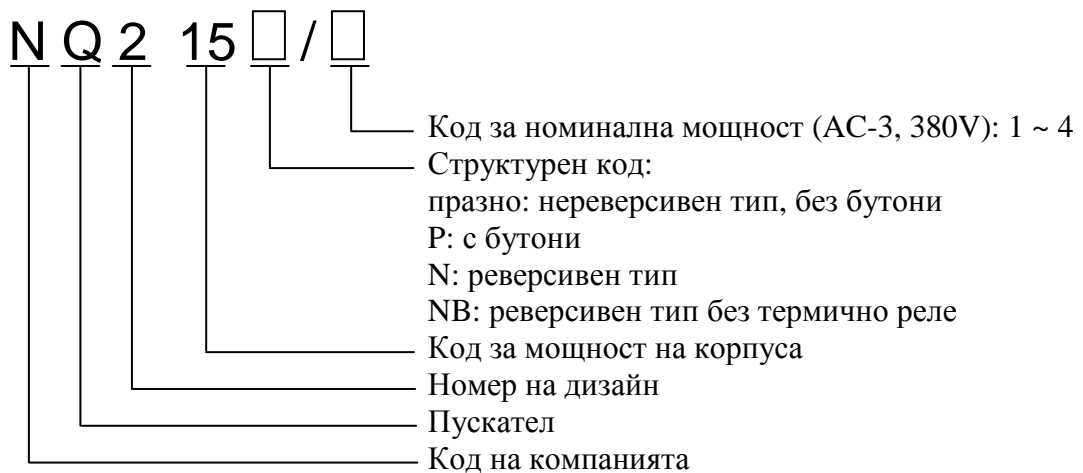 NQ2 15□/□
Код за номинална мощност (AC-3, 380V): 1 ~ 4
Структурен код:
празно: нереверсивен тип, без бутони
P: с бутони
N: реверсивен тип
NB: реверсивен тип без термично реле
Код за мощност на корпуса
Номер на дизайн
Пускател
Код на компанията